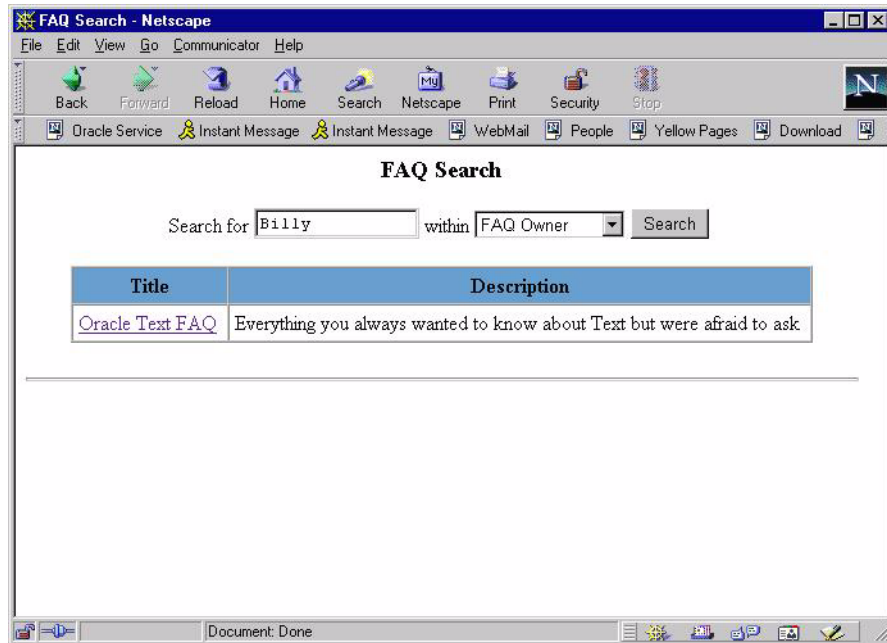 FAQ Search - Netscape
File Edit View Go Communicator Help
Back Forward Reload Home Search Netscape Print Security Stop
N
Oracle Service Instant Message Instant Message WebMail People Yellow Pages Download
FAQ Search
Search for Billy within FAQ Owner Search
Title Description
Oracle Text FAQ Everything you always wanted to know about Text but were afraid to ask
Document: Done